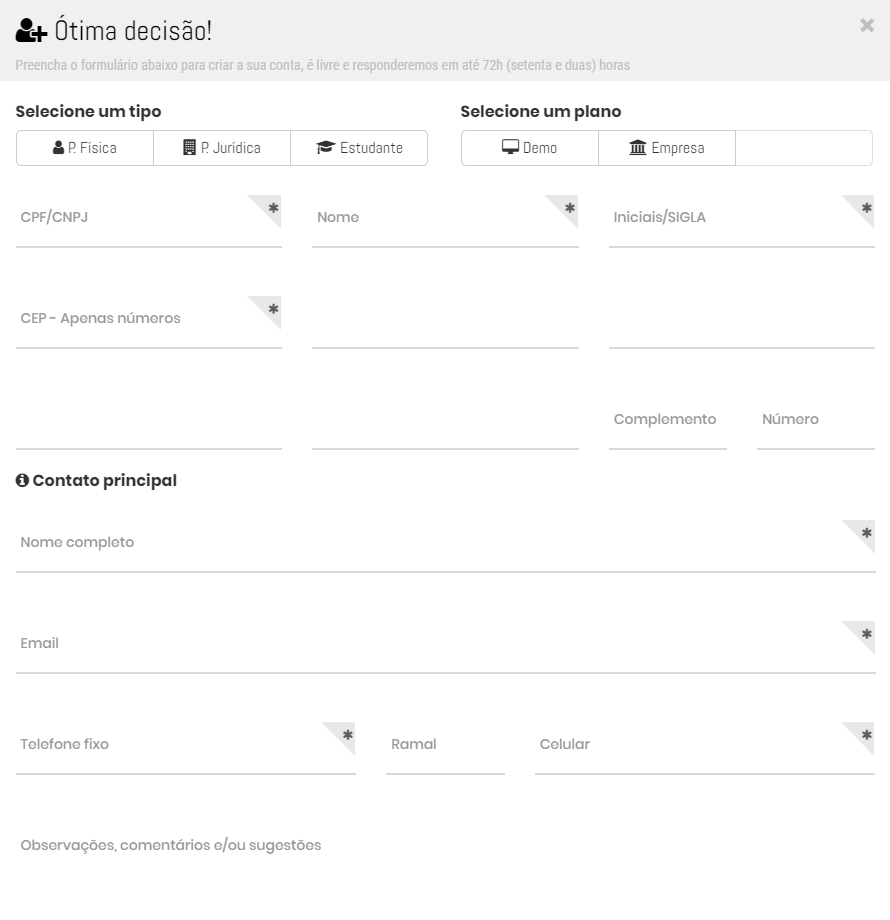 Ótima decisão!
Preencha o formulário abaixo para criar a sua conta, é livre e responderemos em até 72h (setenta e duas) horas
Selecione um tipo
Selecione um plano
P. Física
P. Jurídica
Estudante
Demo
Empresa
CPF/CNPJ
Nome
Iniciais/SIGLA
CEP - Apenas números
Complemento
Número
Contato principal
Nome completo
Email
Telefone fixo
Ramal
Celular
Observações, comentários e/ou sugestões